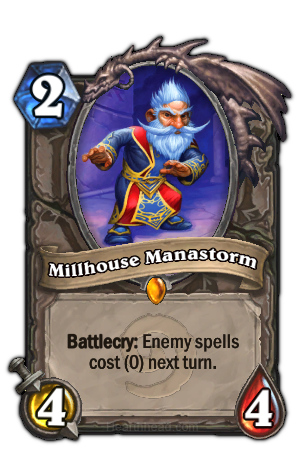 2
Millhouse Manastorm
Battlecry: Enemy spells
cost (0) next turn.
4
4